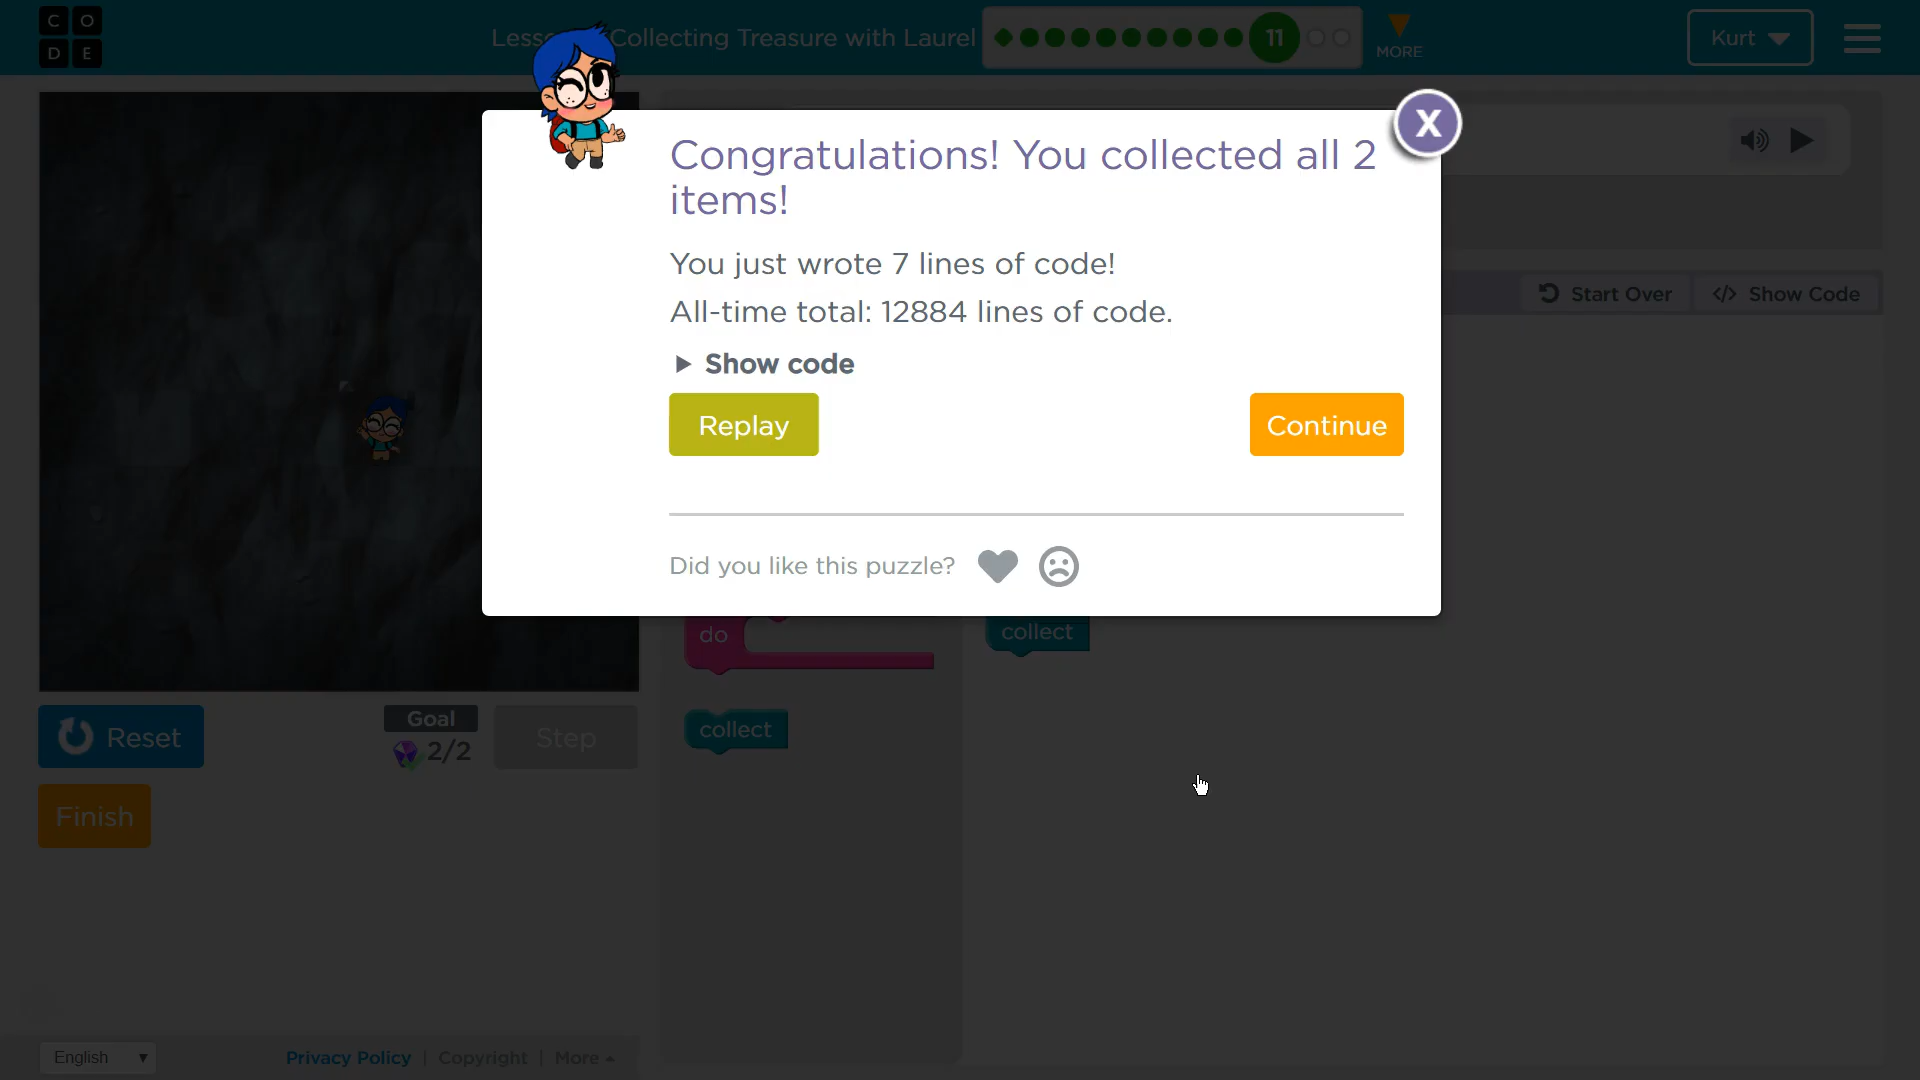 C O
D E
Collecting Treasure with Laurel
11
MORE
Kurt
X
Congratulations! You collected all 2
items!
You just wrote 7 lines of code!
All-time total: 12884 lines of code.
Show code
Replay
Continue
Did you like this puzzle?
Start Over
Show Code
do
collect
collect
Reset
Goal
2/2
Step
Finish
English
Privacy Policy | Copyright | More